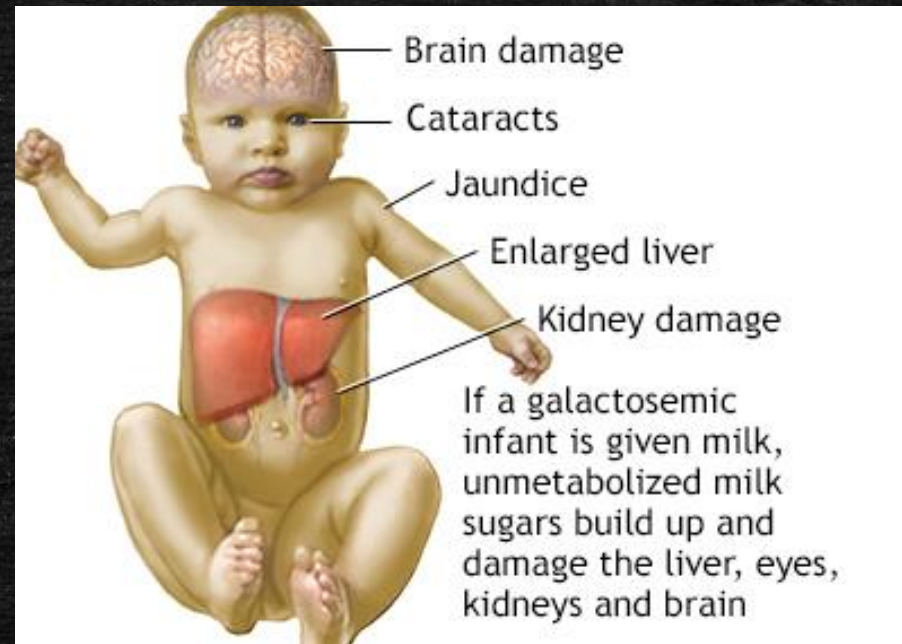 Brain damage
Cataracts
Jaundice
Enlarged liver
Kidney damage
If a galactosemic
infant is given milk,
unmetabolized milk
sugars build up and
damage the liver, eyes,
kidneys and brain